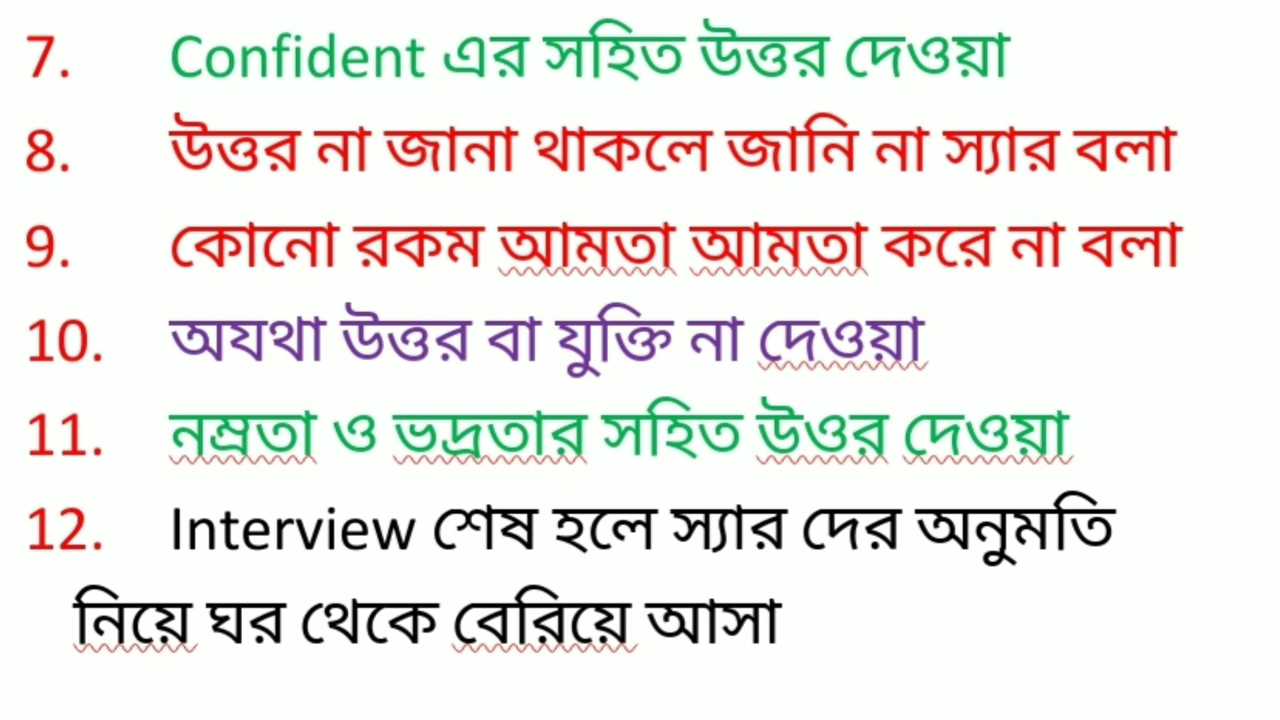 7. Confident এর সহিত উত্তর দেওয়া
8. উত্তর না জানা থাকলে জানি না স্যার বলা
9. কোনো রকম আমতা আমতা করে না বলা
10. অযথা উত্তর বা যুক্তি না দেওয়া
11. নম্রতা ও ভদ্রতার সহিত উওর দেওয়া
12. Interview শেষ হলে স্যার দের অনুমতি
নিয়ে ঘর থেকে বেরিয়ে আসা